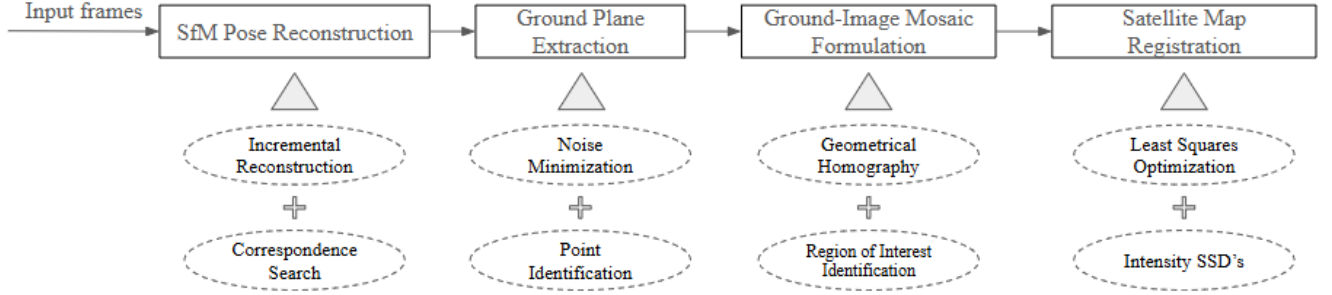 Input frames
SfM Pose Reconstruction
Ground Plane
Extraction
Ground-Image Mosaic
Formulation
Satellite Map
Registration
Incremental
Reconstruction
Noise
Minimization
Geometrical
Homography
Least Squares
Optimization
Correspondence
Search
Point
Identification
Region of Interest
Identification
Intensity SSD's